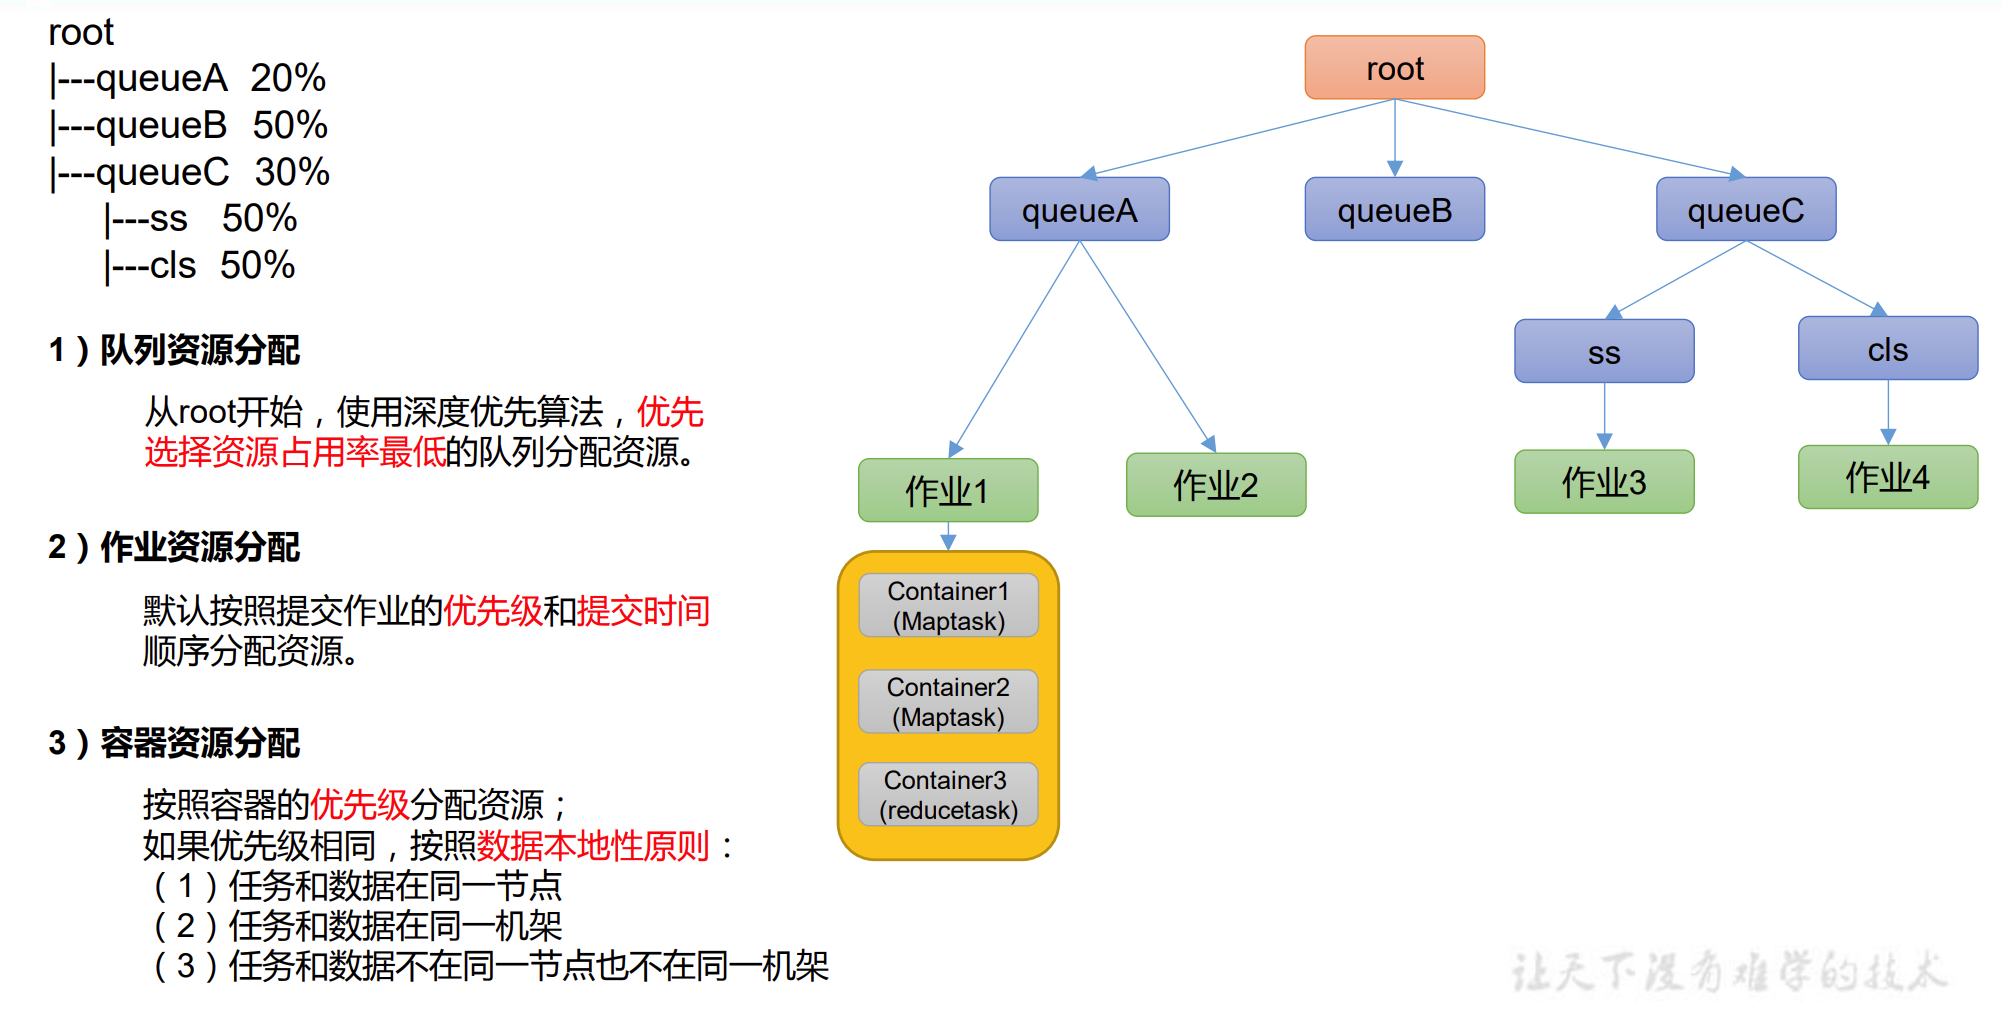 root
|---queueA 20%
|---queueB 50%
|---queueC 30%
|---ss 50%
|---cls 50%
1）队列资源分配
从root开始，使用深度优先算法，优先
选择资源占用率最低的队列分配资源。
2）作业资源分配
默认按照提交作业的优先级和提交时间
顺序分配资源。
3）容器资源分配
按照容器的优先级分配资源；
如果优先级相同，按照数据本地性原则：
（1）任务和数据在同一节点
（2）任务和数据在同一机架
（3）任务和数据不在同一节点也不在同一机架
root
queueA
queueB
queueC
ss
cls
作业1
作业2
作业3
作业4
Container1
(Maptask)
Container2
(Maptask)
Container3
(reducetask)
让天下没有难学的技术